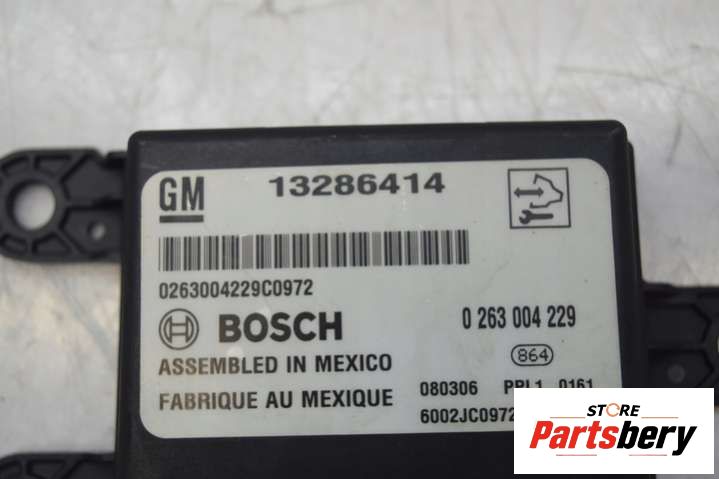 GM 13286414
0263004229C0972
BOSCH 0 263 004 229
ASSEMBLED IN MEXICO 864
FABRIQUE AU MEXIQUE 080306 PPL1 0161
6002JC0972
STORE
Partsbery